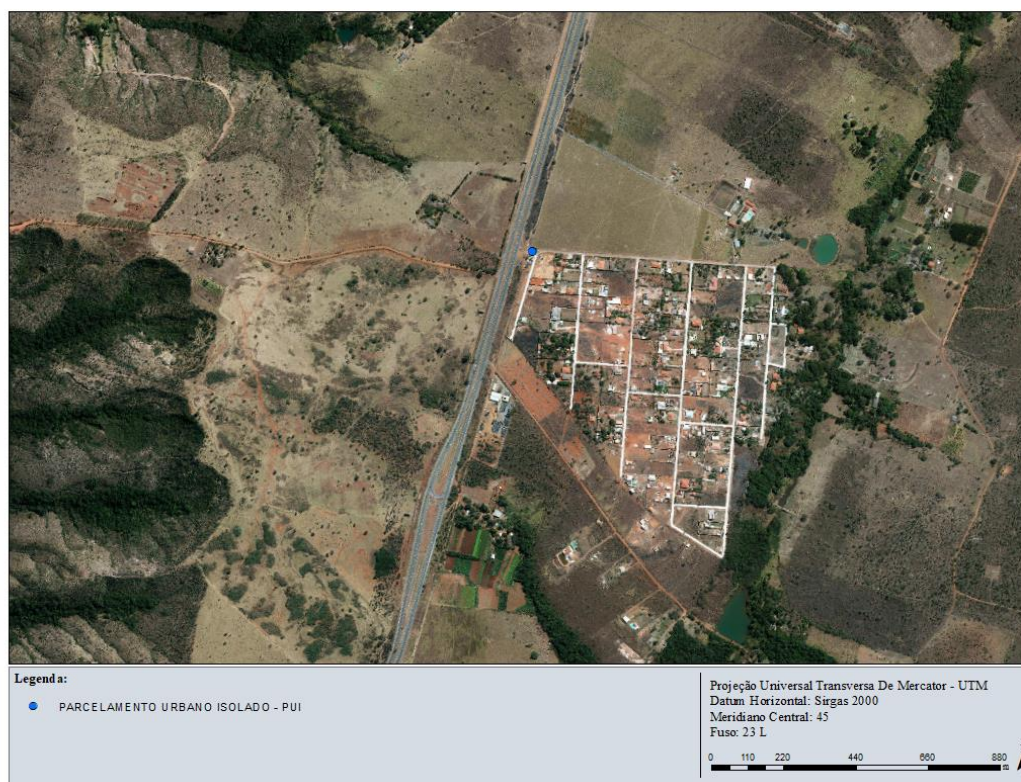 Legenda:
PARCELAMENTO URBANO ISOLADO - PUI
Projeção Universal Transversa De Mercator - UTM
Datum Horizontal: Sirgas 2000
Meridiano Central: 45
Fuso: 23 L
0 110 220 440 660 880